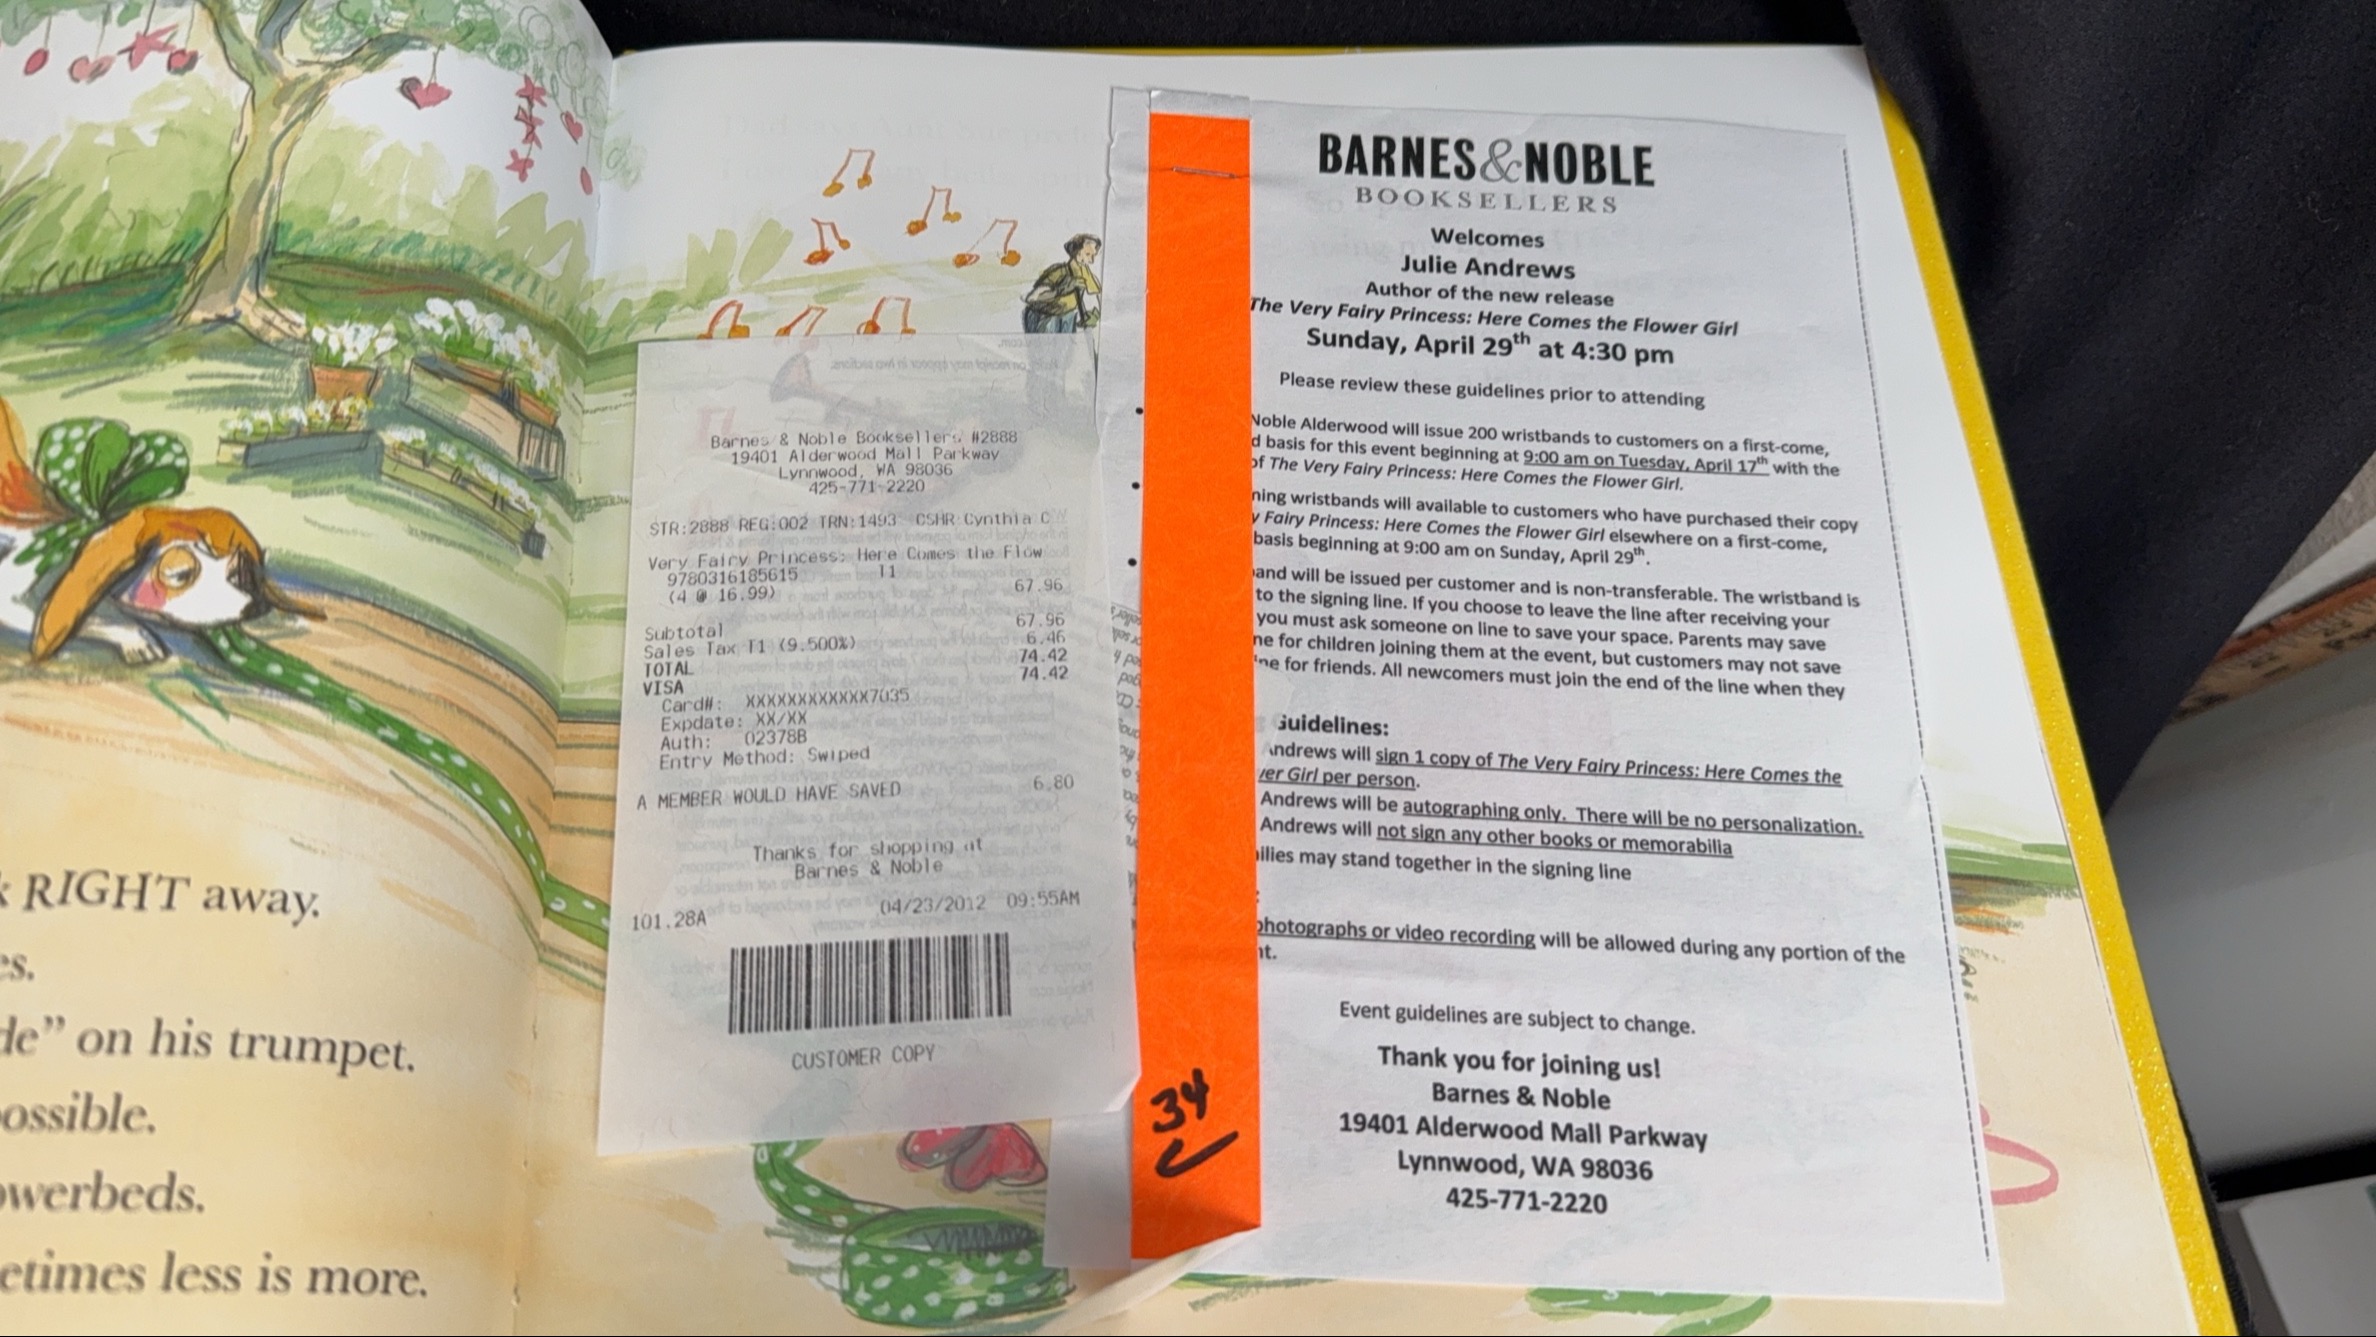 RIGHT away.
es.
de” on his trumpet.
ossible.
owerbeds.
etimes less is more.
Barnes & Noble Booksellers #2888
19401 Alderwood Mall Parkway
Lynnwood, WA 98036
425-771-2220
STR:2888 REG:002 TRN:1493 CSHR:Cynthia C
Very Fairy Princess: Here Comes the Flow
9780316185615 T1
(4 @ 16.99) 67.96
Subtotal 67.96
Sales Tax T1 (9.500%) 6.46
TOTAL 74.42
VISA 74.42
Card#: XXXXXXXXXXXX7035
Expdate: XX/XX
Auth: 02378B
Entry Method: Swiped
A MEMBER WOULD HAVE SAVED 6.80
Thanks for shopping at
Barnes & Noble
101.28A 04/23/2012 09:55AM
CUSTOMER COPY
34
BARNES&NOBLE
BOOKSELLERS
Welcomes
Julie Andrews
Author of the new release
The Very Fairy Princess: Here Comes the Flower Girl
Sunday, April 29th at 4:30 pm
Please review these guidelines prior to attending
Noble Alderwood will issue 200 wristbands to customers on a first-come,
d basis for this event beginning at 9:00 am on Tuesday, April 17th with the
of The Very Fairy Princess: Here Comes the Flower Girl.
ning wristbands will available to customers who have purchased their copy
y Fairy Princess: Here Comes the Flower Girl elsewhere on a first-come,
basis beginning at 9:00 am on Sunday, April 29th.
and will be issued per customer and is non-transferable. The wristband is
to the signing line. If you choose to leave the line after receiving your
you must ask someone on line to save your space. Parents may save
ne for children joining them at the event, but customers may not save
ne for friends. All newcomers must join the end of the line when they
Guidelines:
Andrews will sign 1 copy of The Very Fairy Princess: Here Comes the
er Girl per person.
Andrews will be autographing only. There will be no personalization.
Andrews will not sign any other books or memorabilia
ilies may stand together in the signing line
photographs or video recording will be allowed during any portion of the
nt.
Event guidelines are subject to change.
Thank you for joining us!
Barnes & Noble
19401 Alderwood Mall Parkway
Lynnwood, WA 98036
425-771-2220